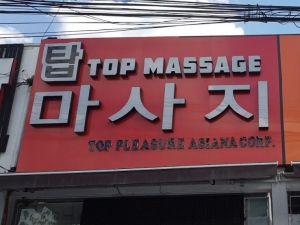 탑 TOP MASSAGE
마사지
TOP PLEASURE ASIANA CORP.